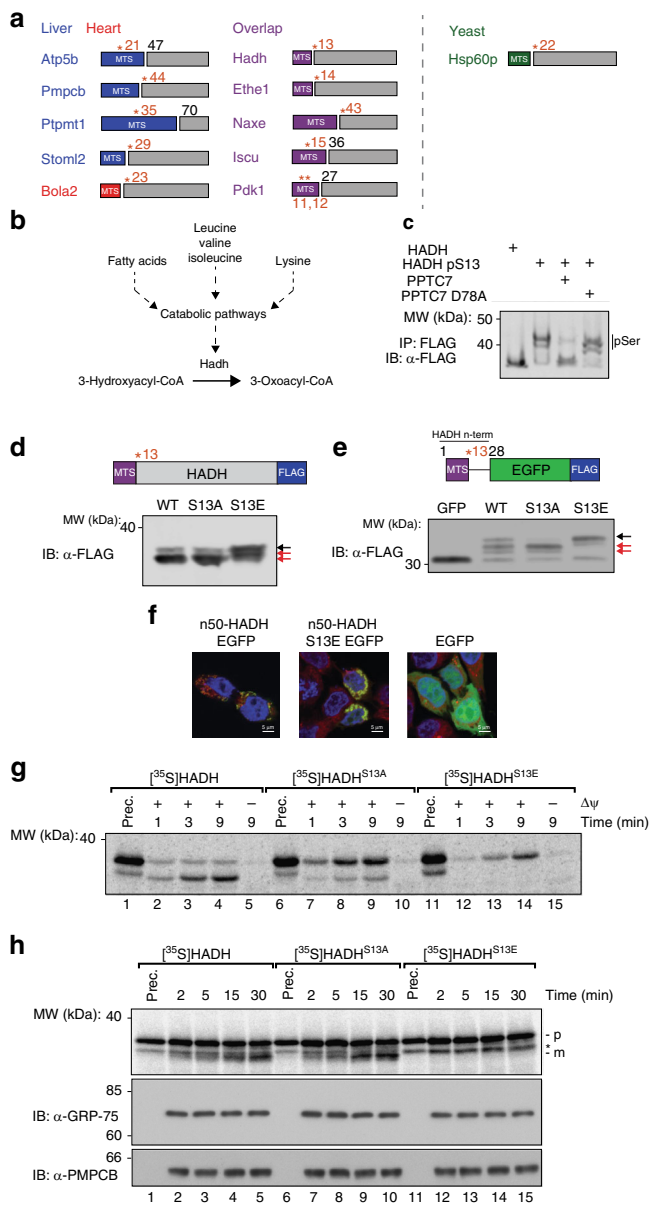 a
Liver Heart Overlap Yeast
Atp5b MTS *21 47
Hadh MTS *13
Hsp60p MTS *22
Pmpcb MTS *44
Ethe1 MTS *14
Ptpmt1 MTS *35 70
Naxe MTS *43
Stoml2 MTS *29
Iscu MTS *15 36
Bola2 MTS *23
Pdk1 MTS ** 27
11,12
b
Leucine
valine
isoleucine
Fatty acids Lysine
Catabolic pathways
Hadh
3-Hydroxyacyl-CoA 3-Oxoacyl-CoA
c
HADH +
HADH pS13 + + +
PPTC7 +
PPTC7 D78A +
MW (kDa): 50
40
IP: FLAG
IB: α-FLAG
pSer
d
*13
MTS HADH FLAG
WT S13A S13E
MW (kDa):
40
IB: α-FLAG
e
HADH n-term
1 *13 28
MTS EGFP FLAG
GFP WT S13A S13E
MW (kDa):
IB: α-FLAG
30
f
n50-HADH
EGFP
n50-HADH
S13E EGFP
EGFP
5 µm
5 µm
5 µm
g
[³⁵S]HADH [³⁵S]HADHˢ¹³ᴬ [³⁵S]HADHˢ¹³ᴱ
Prec. + + + − Prec. + + + − Prec. + + + − Δψ
1 3 9 9 1 3 9 9 1 3 9 9 Time (min)
MW (kDa): 40
1 2 3 4 5 6 7 8 9 10 11 12 13 14 15
h
[³⁵S]HADH [³⁵S]HADHˢ¹³ᴬ [³⁵S]HADHˢ¹³ᴱ
Prec. 2 5 15 30 Prec. 2 5 15 30 Prec. 2 5 15 30 Time (min)
MW (kDa): 40
- p
*
- m
85
IB: α-GRP-75
60
66
IB: α-PMPCB
1 2 3 4 5 6 7 8 9 10 11 12 13 14 15